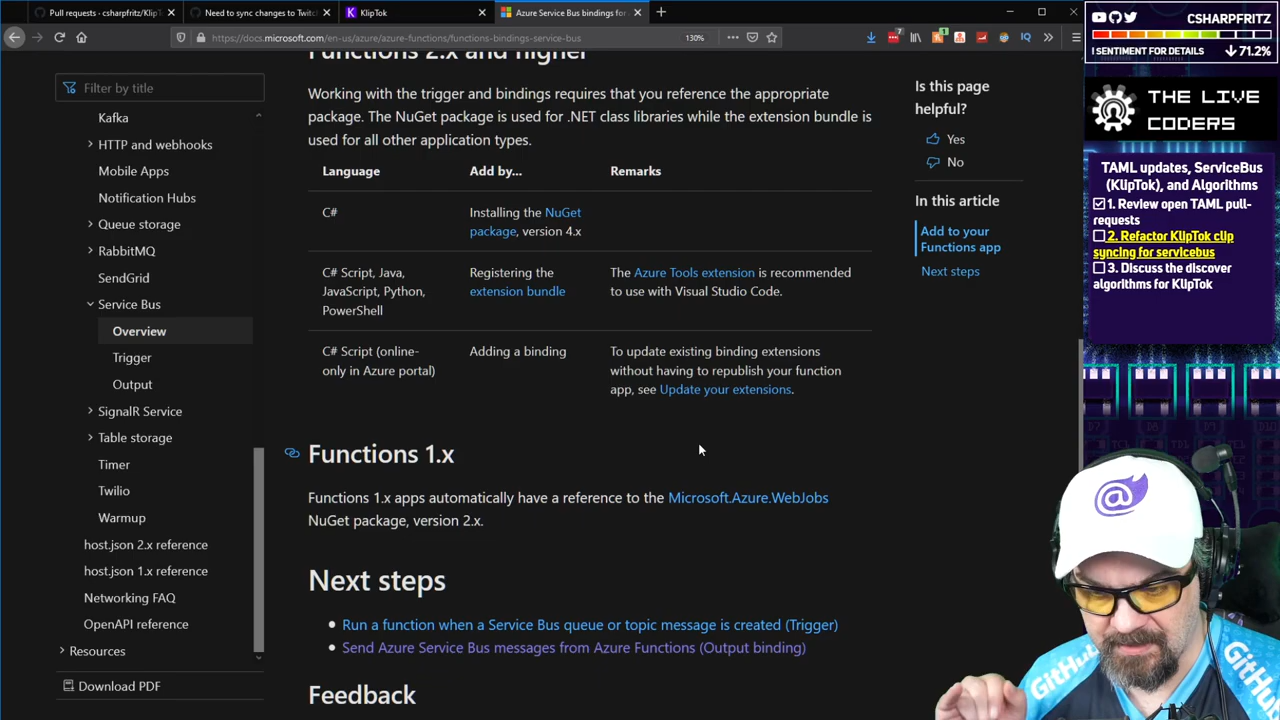 Pull requests · csharpfritz/KlipTok
Need to sync changes to Twitch
KlipTok
Azure Service Bus bindings for
https://docs.microsoft.com/en-us/azure/azure-functions/functions-bindings-service-bus
130%
7
1
IQ
CSHARPFRITZ
! SENTIMENT FOR DETAILS
71.2%
THE LIVE
CODERS
TAML updates, ServiceBus
(KlipTok), and Algorithms
1. Review open TAML pull-
requests
2. Refactor KlipTok clip
syncing for servicebus
3. Discuss the discover
algorithms for KlipTok
Filter by title
Kafka
HTTP and webhooks
Mobile Apps
Notification Hubs
Queue storage
RabbitMQ
SendGrid
Service Bus
Overview
Trigger
Output
SignalR Service
Table storage
Timer
Twilio
Warmup
host.json 2.x reference
host.json 1.x reference
Networking FAQ
OpenAPI reference
Resources
Download PDF
Functions 2.x and higher
Working with the trigger and bindings requires that you reference the appropriate
package. The NuGet package is used for .NET class libraries while the extension bundle is
used for all other application types.
Language
Add by...
Remarks
C#
Installing the NuGet
package, version 4.x
C# Script, Java,
JavaScript, Python,
PowerShell
Registering the
extension bundle
The Azure Tools extension is recommended
to use with Visual Studio Code.
C# Script (online-
only in Azure portal)
Adding a binding
To update existing binding extensions
without having to republish your function
app, see Update your extensions.
Functions 1.x
Functions 1.x apps automatically have a reference to the Microsoft.Azure.WebJobs
NuGet package, version 2.x.
Next steps
Run a function when a Service Bus queue or topic message is created (Trigger)
Send Azure Service Bus messages from Azure Functions (Output binding)
Feedback
Is this page
helpful?
Yes
No
In this article
Add to your
Functions app
Next steps
@
GitHub
GitHub